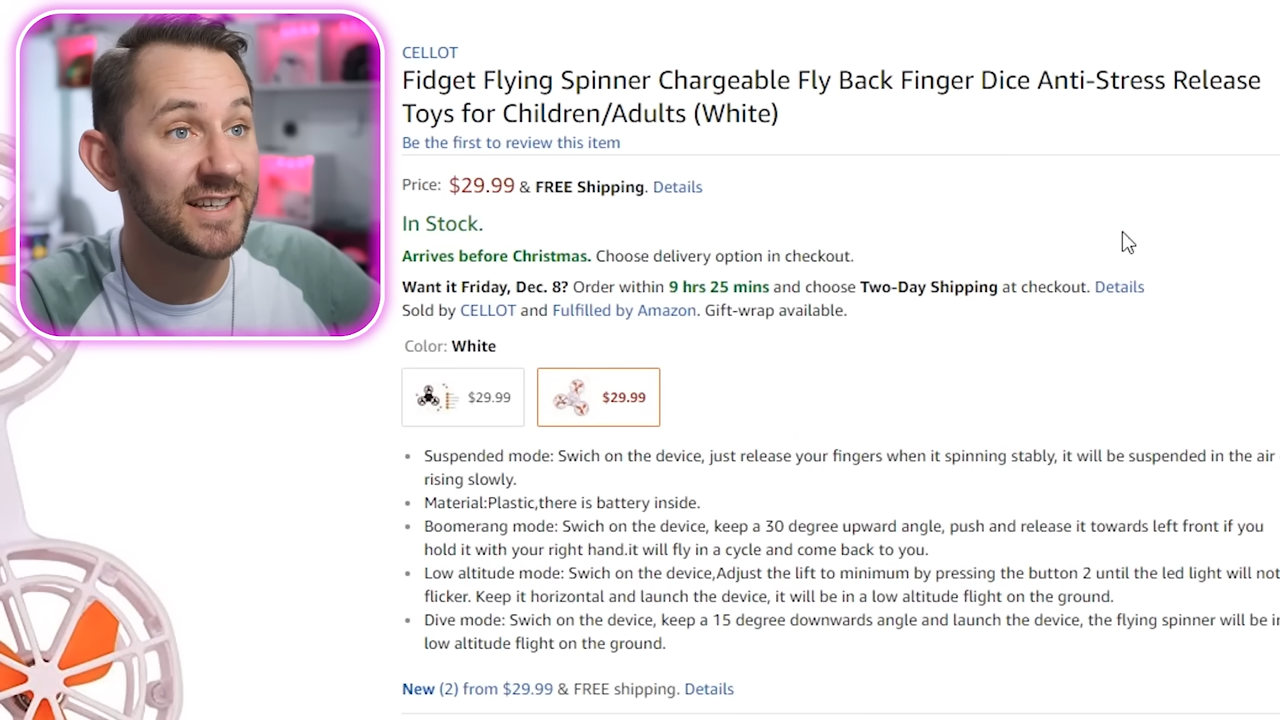 CELLOT
Fidget Flying Spinner Chargeable Fly Back Finger Dice Anti-Stress Release
Toys for Children/Adults (White)
Be the first to review this item
Price: $29.99 & FREE Shipping. Details
In Stock.
Arrives before Christmas. Choose delivery option in checkout.
Want it Friday, Dec. 8? Order within 9 hrs 25 mins and choose Two-Day Shipping at checkout. Details
Sold by CELLOT and Fulfilled by Amazon. Gift-wrap available.
Color: White
$29.99 $29.99
• Suspended mode: Swich on the device, just release your fingers when it spinning stably, it will be suspended in the air
rising slowly.
• Material:Plastic,there is battery inside.
• Boomerang mode: Swich on the device, keep a 30 degree upward angle, push and release it towards left front if you
hold it with your right hand.it will fly in a cycle and come back to you.
• Low altitude mode: Swich on the device,Adjust the lift to minimum by pressing the button 2 until the led light will not
flicker. Keep it horizontal and launch the device, it will be in a low altitude flight on the ground.
• Dive mode: Swich on the device, keep a 15 degree downwards angle and launch the device, the flying spinner will be in
low altitude flight on the ground.
New (2) from $29.99 & FREE shipping. Details